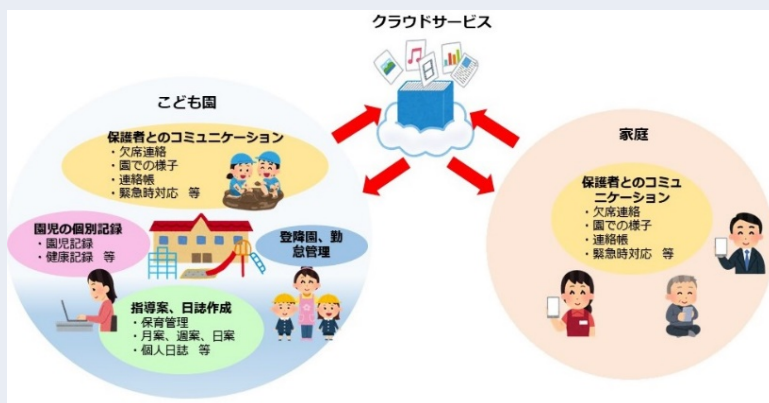 クラウドサービス
こども園
保護者とのコミュニケーション
・欠席連絡
・園での様子
・連絡帳
・緊急時対応　等
園児の個別記録
・園児記録
・健康記録　等
登降園、勤
怠管理
指導案、日誌作成
・保育管理
・月案、週案、日案
・個人日誌　等
家庭
保護者とのコミュ
ニケーション
・欠席連絡
・園での様子
・連絡帳
・緊急時対応　等